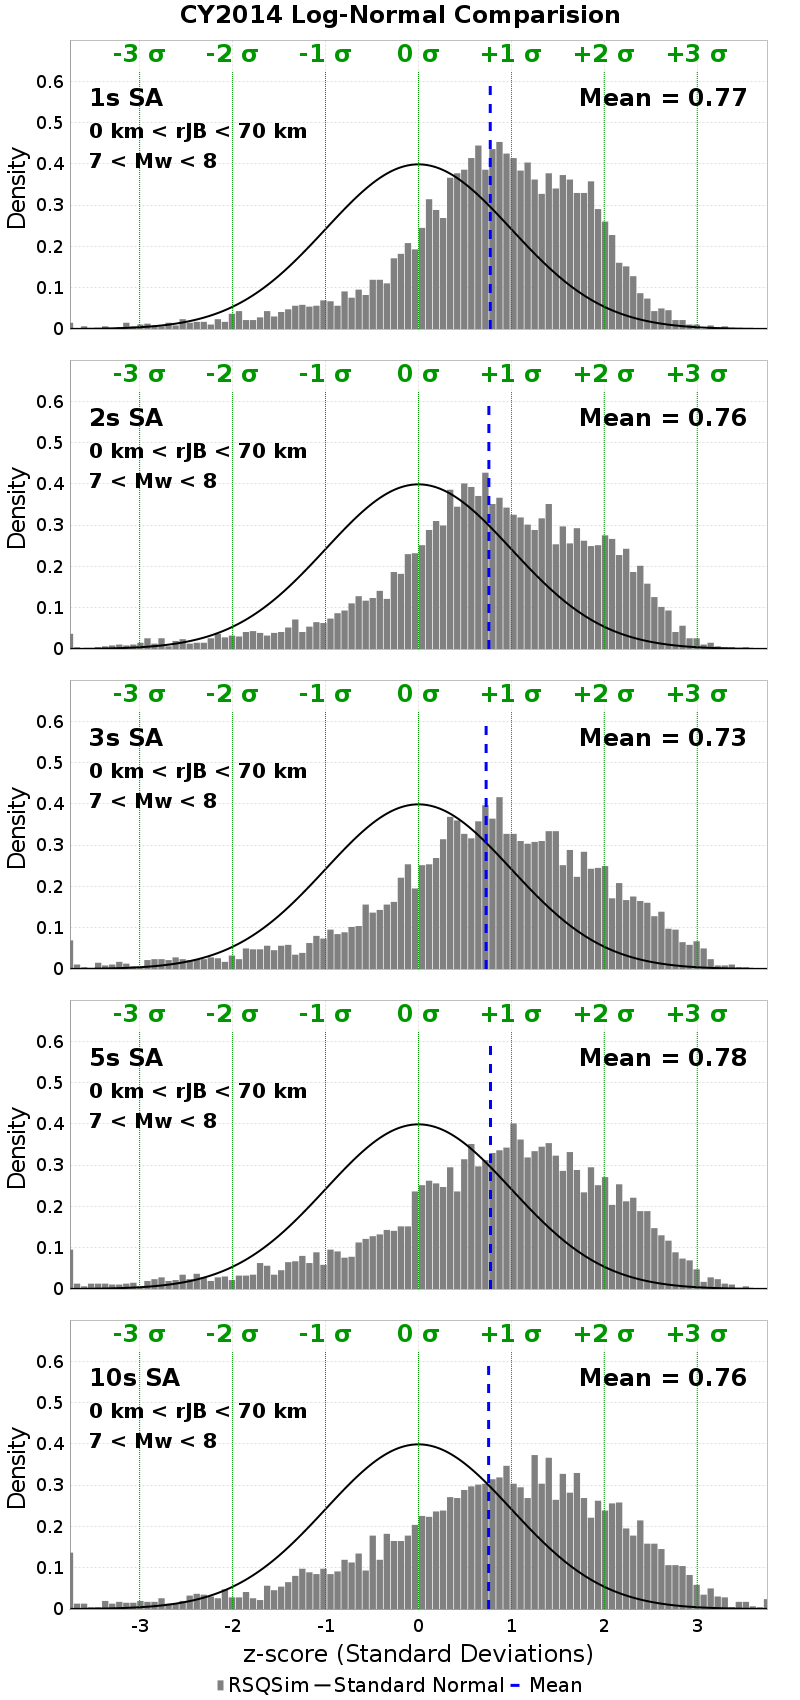 CY2014 Log-Normal Comparision
-3 σ -2 σ -1 σ 0 σ +1 σ +2 σ +3 σ
1s SA Mean = 0.77
0 km < rJB < 70 km
7 < Mw < 8
Density
0.6
0.5
0.4
0.3
0.2
0.1
0
-3 σ -2 σ -1 σ 0 σ +1 σ +2 σ +3 σ
2s SA Mean = 0.76
0 km < rJB < 70 km
7 < Mw < 8
Density
0.6
0.5
0.4
0.3
0.2
0.1
0
-3 σ -2 σ -1 σ 0 σ +1 σ +2 σ +3 σ
3s SA Mean = 0.73
0 km < rJB < 70 km
7 < Mw < 8
Density
0.6
0.5
0.4
0.3
0.2
0.1
0
-3 σ -2 σ -1 σ 0 σ +1 σ +2 σ +3 σ
5s SA Mean = 0.78
0 km < rJB < 70 km
7 < Mw < 8
Density
0.6
0.5
0.4
0.3
0.2
0.1
0
-3 σ -2 σ -1 σ 0 σ +1 σ +2 σ +3 σ
10s SA Mean = 0.76
0 km < rJB < 70 km
7 < Mw < 8
Density
0.6
0.5
0.4
0.3
0.2
0.1
0
-3 -2 -1 0 1 2 3
z-score (Standard Deviations)
RSQSim Standard Normal Mean